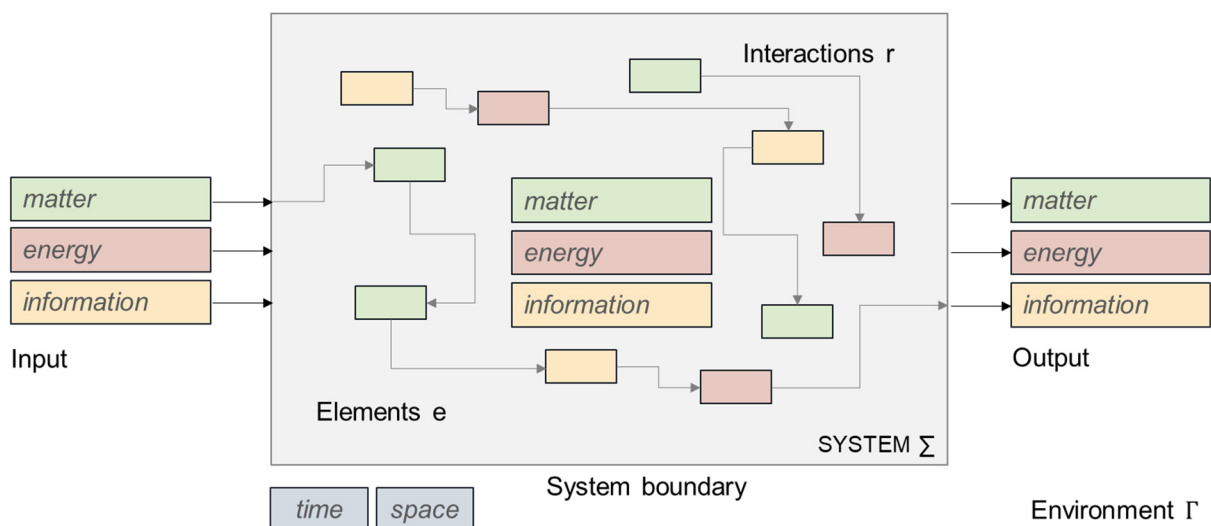 Interactions r
matter
energy
information
Input
matter
energy
information
matter
energy
information
Output
Elements e
SYSTEM Σ
System boundary
time
space
Environment Γ